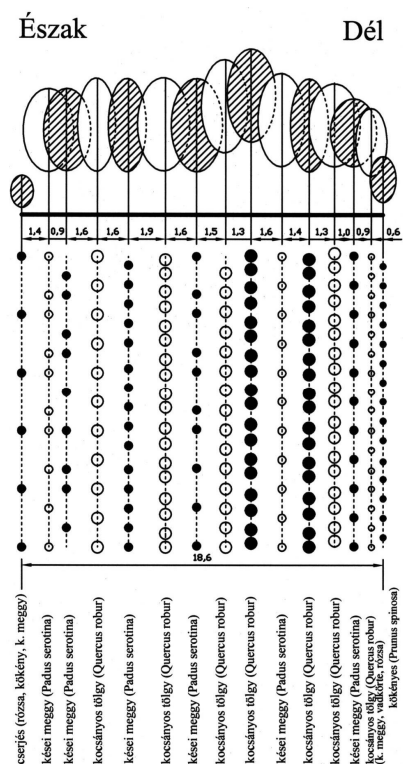 Észak
Dél
1,4 0,9 1,6 1,6 1,9 1,6 1,5 1,3 1,6 1,4 1,3 1,0 0,9 0,6
18,6
cserjés (rózsa, kökény, k. meggy)
kései meggy (Padus serotina)
kései meggy (Padus serotina)
kocsányos tölgy (Quercus robur)
kései meggy (Padus serotina)
kocsányos tölgy (Quercus robur)
kései meggy (Padus serotina)
kocsányos tölgy (Quercus robur)
kocsányos tölgy (Quercus robur)
kései meggy (Padus serotina)
kocsányos tölgy (Quercus robur)
kocsányos tölgy (Quercus robur)
kései meggy (Padus serotina)
kocsányos tölgy (Quercus robur)
(k. meggy, vadkörte, rózsa)
kökényes (Prunus spinosa)